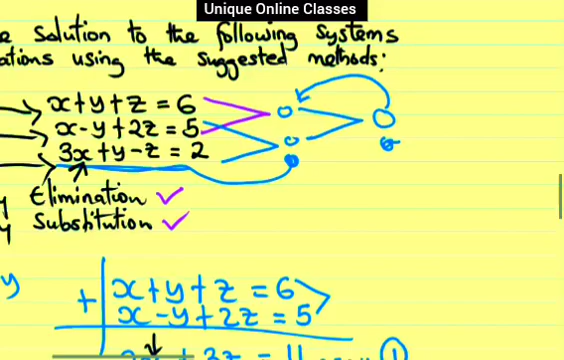 Unique Online Classes
solution to the following systems
using the suggested methods:
x+y+z=6
x-y+2z=5
3x+y-z=2
Elimination ✓
Substitution ✓
y
+ x+y+z=6
x-y+2z=5